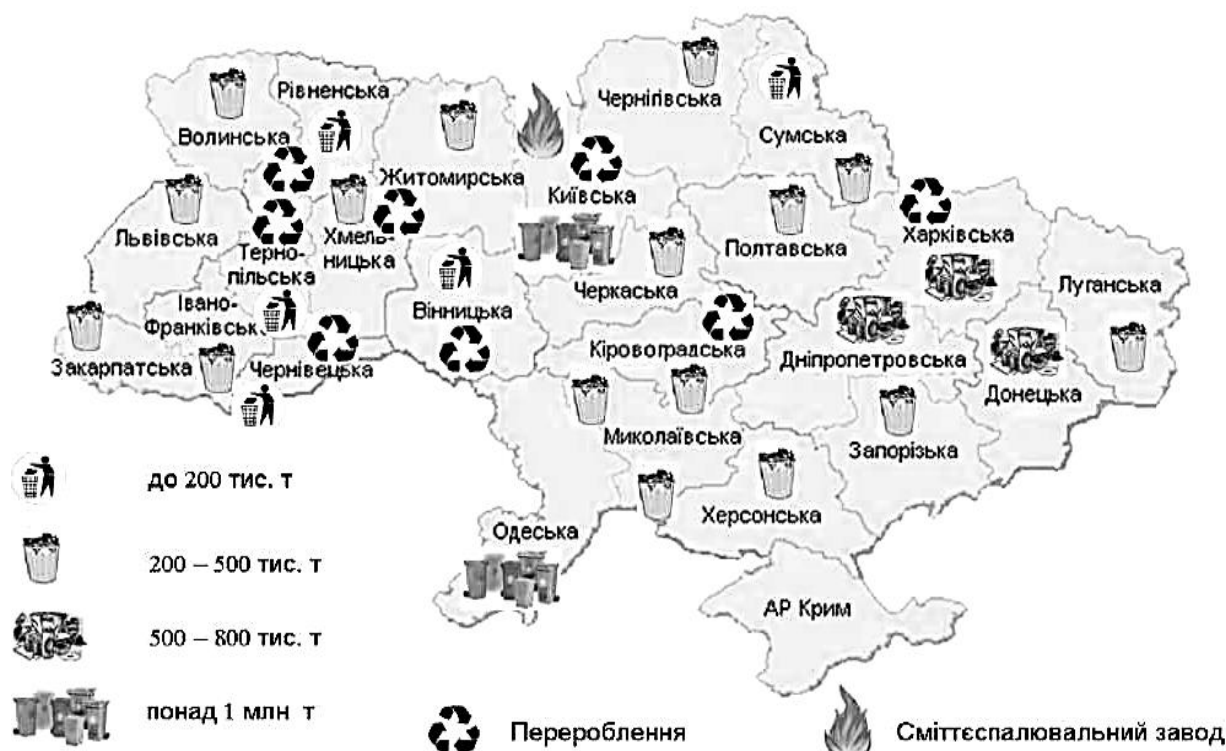 Чернігівська
Рівненська
Волинська
Сумська
Житомирська
Київська
Львівська
Хмель-
ницька
Терно-
пільська
Полтавська
Харківська
Луганська
Черкаська
Івано-
Франківськ
Вінницька
Кіровоградська
Дніпропетровська
Закарпатська
Чернівецька
Донецька
Миколаївська
Запорізька
Херсонська
Одеська
АР Крим
до 200 тис. т
200 – 500 тис. т
500 – 800 тис. т
понад 1 млн т
Перероблення
Сміттєспалювальний завод